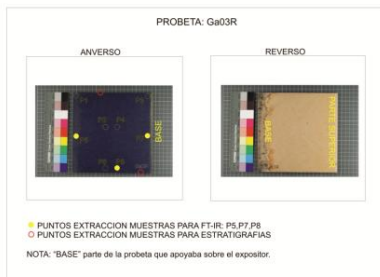 PROBETA: Ga03R
ANVERSO
REVERSO
BASE
BASE
PARTE SUPERIOR
PUNTOS EXTRACCION MUESTRAS PARA FT-IR: P5,P7,P8
PUNTOS EXTRACCION MUESTRAS PARA ESTRATIGRAFIAS
NOTA: "BASE" parte de la probeta que apoyaba sobre el expositor.